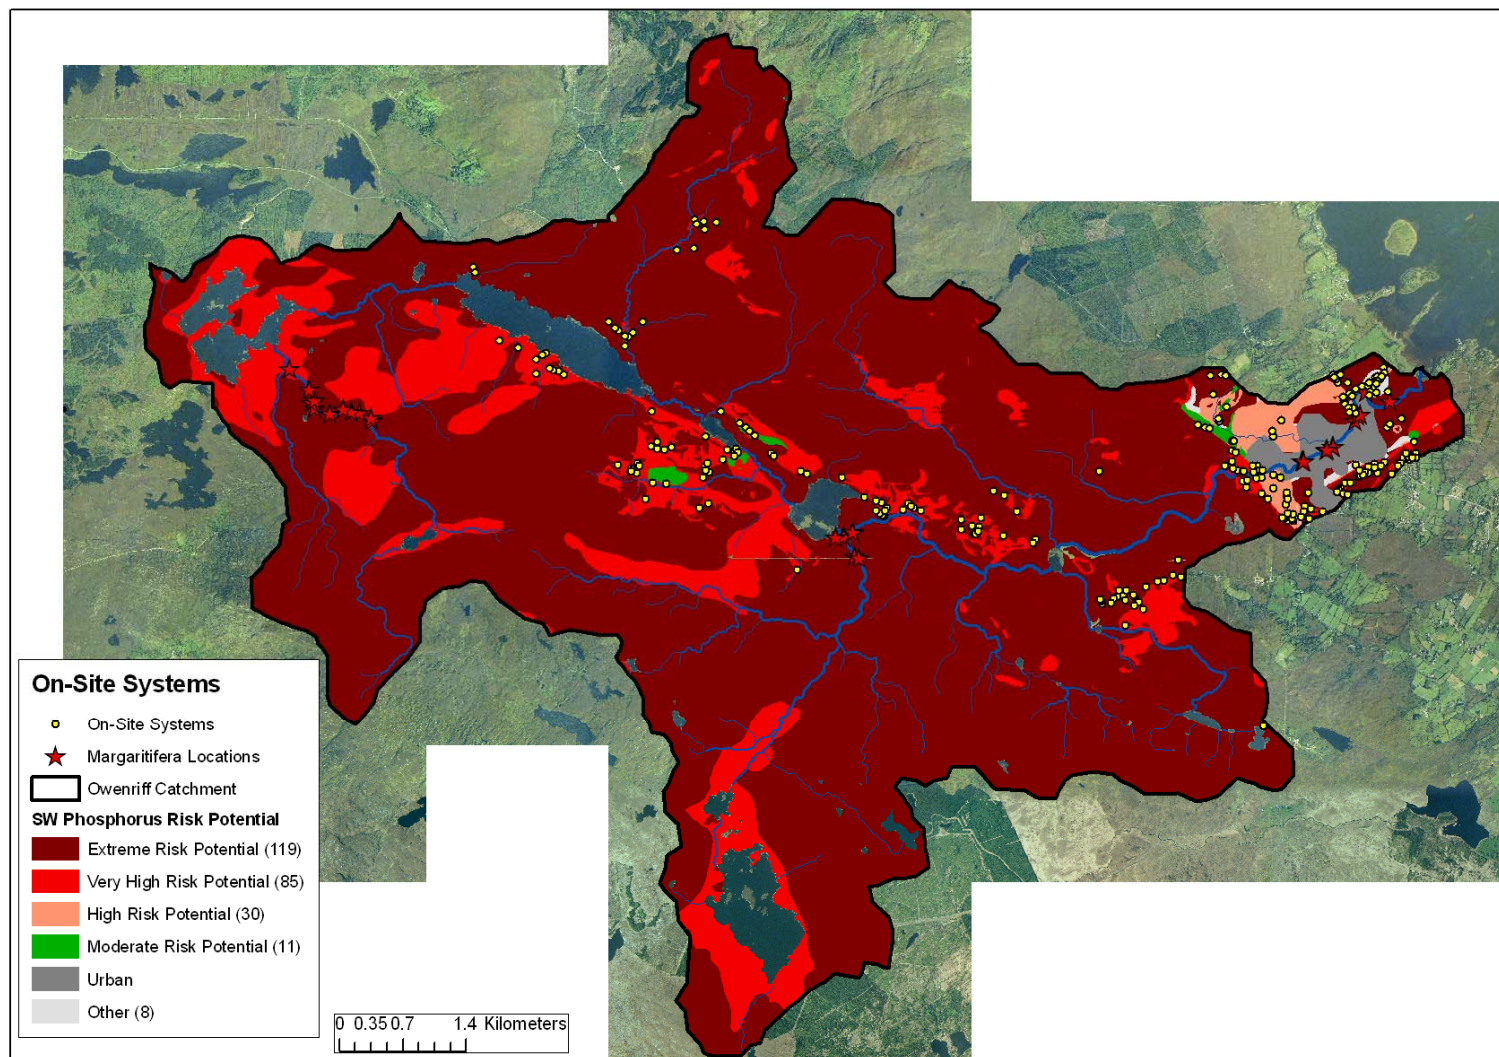 On-Site Systems
On-Site Systems
Margaritifera Locations
Owenriff Catchment
SW Phosphorus Risk Potential
Extreme Risk Potential (119)
Very High Risk Potential (85)
High Risk Potential (30)
Moderate Risk Potential (11)
Urban
Other (8)
0 0.35 0.7 1.4 Kilometers